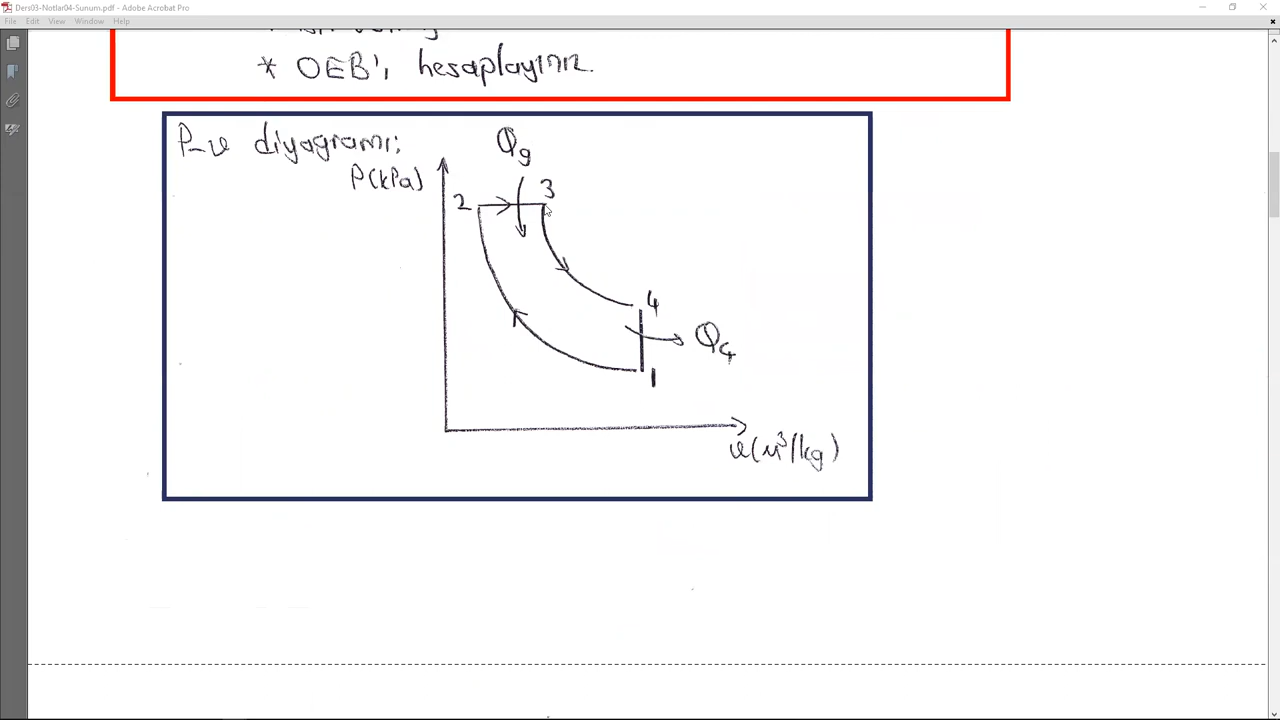 Ders03-Notlar04-Sunum.pdf - Adobe Acrobat Pro
File Edit View Window Help
* OEB'ı hesaplayınız.
P-v diyagramı:
P(kPa)
Qg
2
3
4
Qç
1
v(m³/kg)